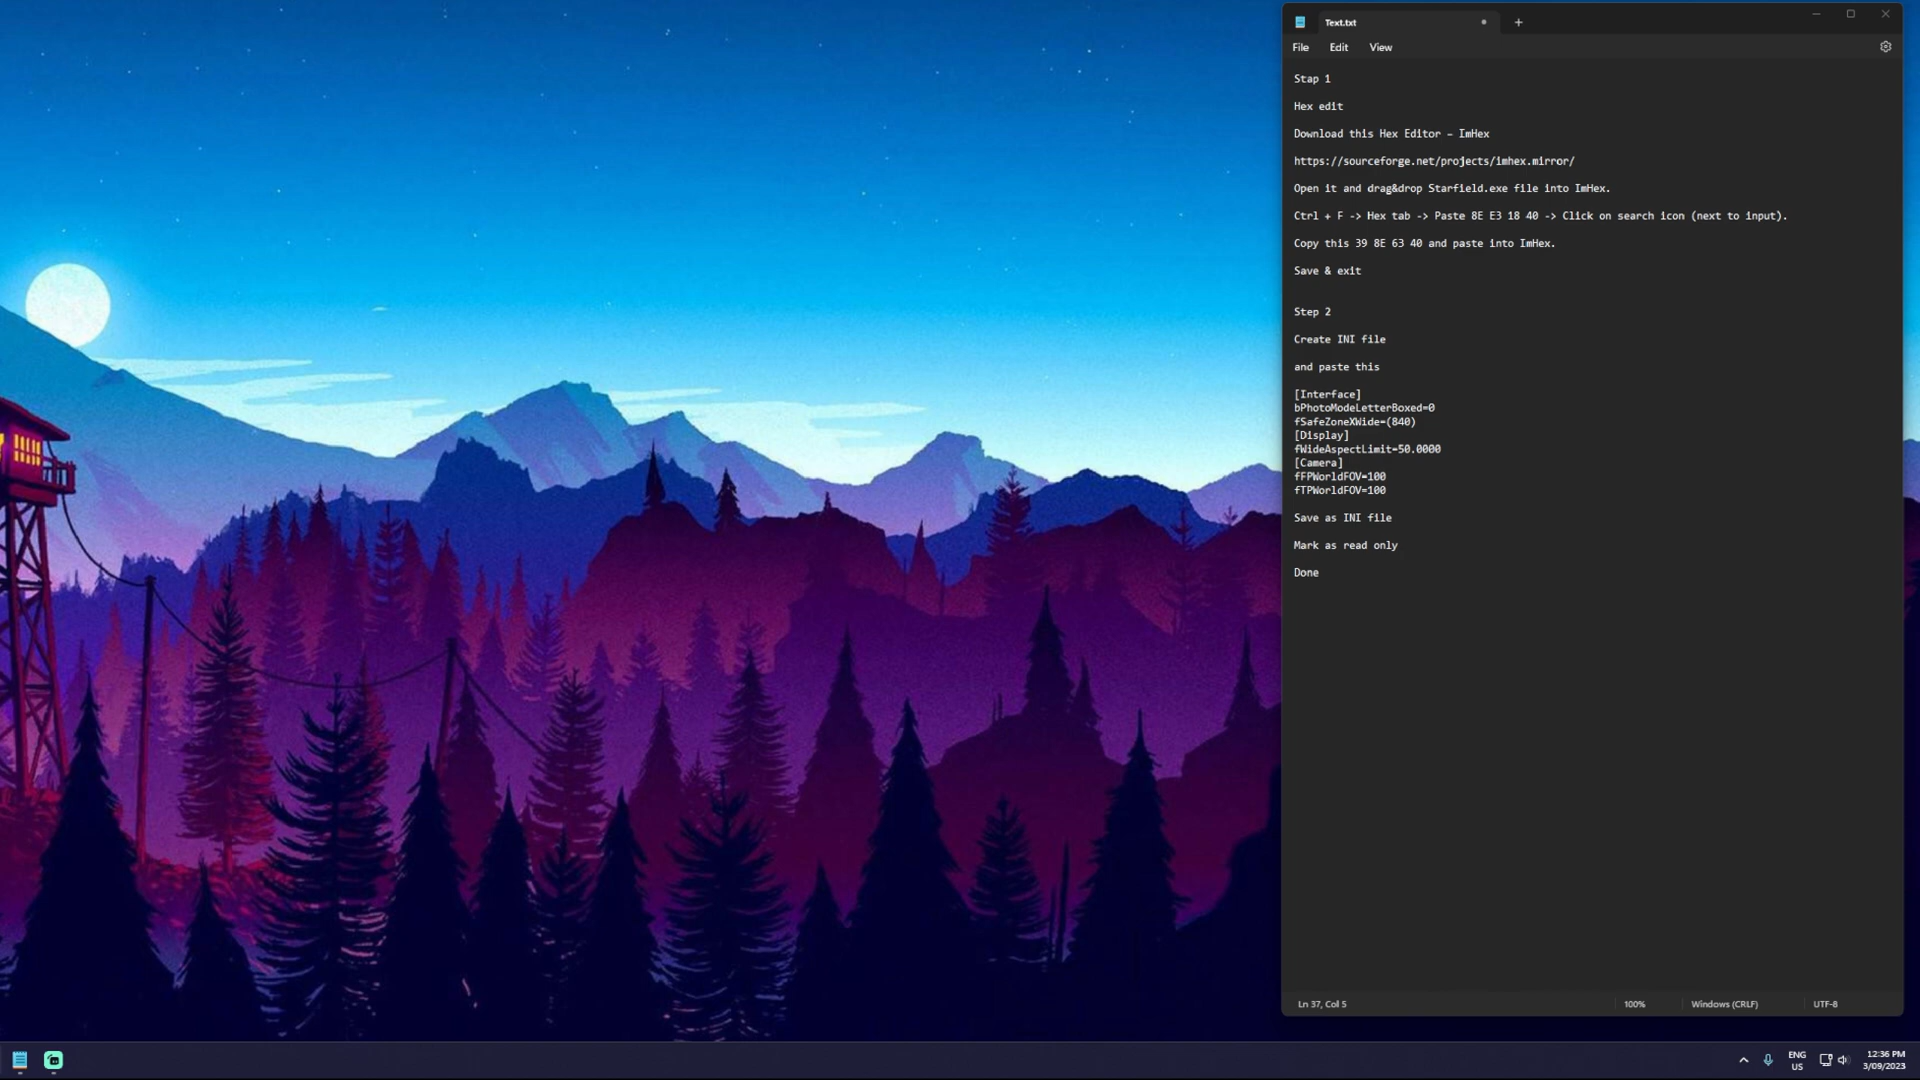 Text.txt
File Edit View
Stap 1
Hex edit
Download this Hex Editor – ImHex
https://sourceforge.net/projects/imhex.mirror/
Open it and drag&drop Starfield.exe file into ImHex.
Ctrl + F -> Hex tab -> Paste 8E E3 18 40 -> Click on search icon (next to input).
Copy this 39 8E 63 40 and paste into ImHex.
Save & exit
Step 2
Create INI file
and paste this
[Interface]
bPhotoModeLetterBoxed=0
fSafeZoneXWide=(840)
[Display]
fWideAspectLimit=50.0000
[Camera]
fFPWorldFOV=100
fTPWorldFOV=100
Save as INI file
Mark as read only
Done
Ln 37, Col 5 100% Windows (CRLF) UTF-8
ENG 12:36 PM
US 3/09/2023